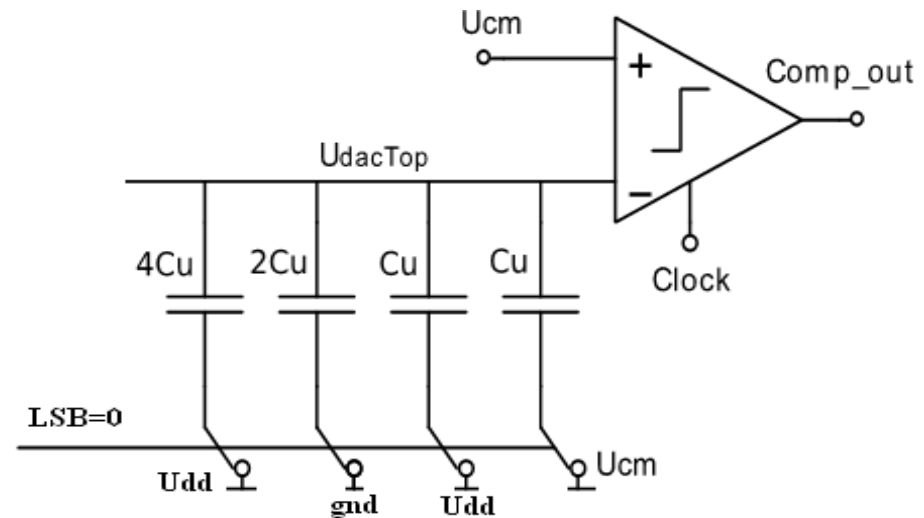 Ucm
+
Comp_out
UdacTop
−
4Cu 2Cu Cu Cu
Clock
LSB=0
Udd gnd Udd Ucm